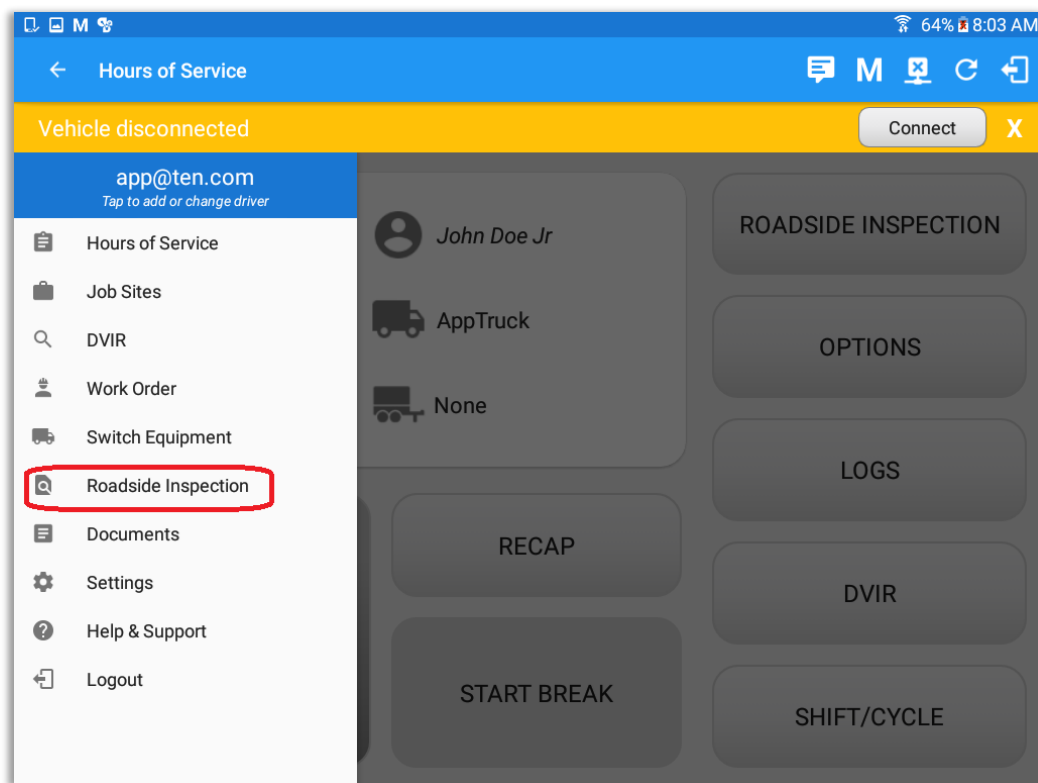 64% 8:03 AM
Hours of Service
M
Vehicle disconnected
Connect
X
app@ten.com
Tap to add or change driver
Hours of Service
Job Sites
DVIR
Work Order
Switch Equipment
Roadside Inspection
Documents
Settings
Help & Support
Logout
John Doe Jr
AppTruck
None
RECAP
START BREAK
ROADSIDE INSPECTION
OPTIONS
LOGS
DVIR
SHIFT/CYCLE